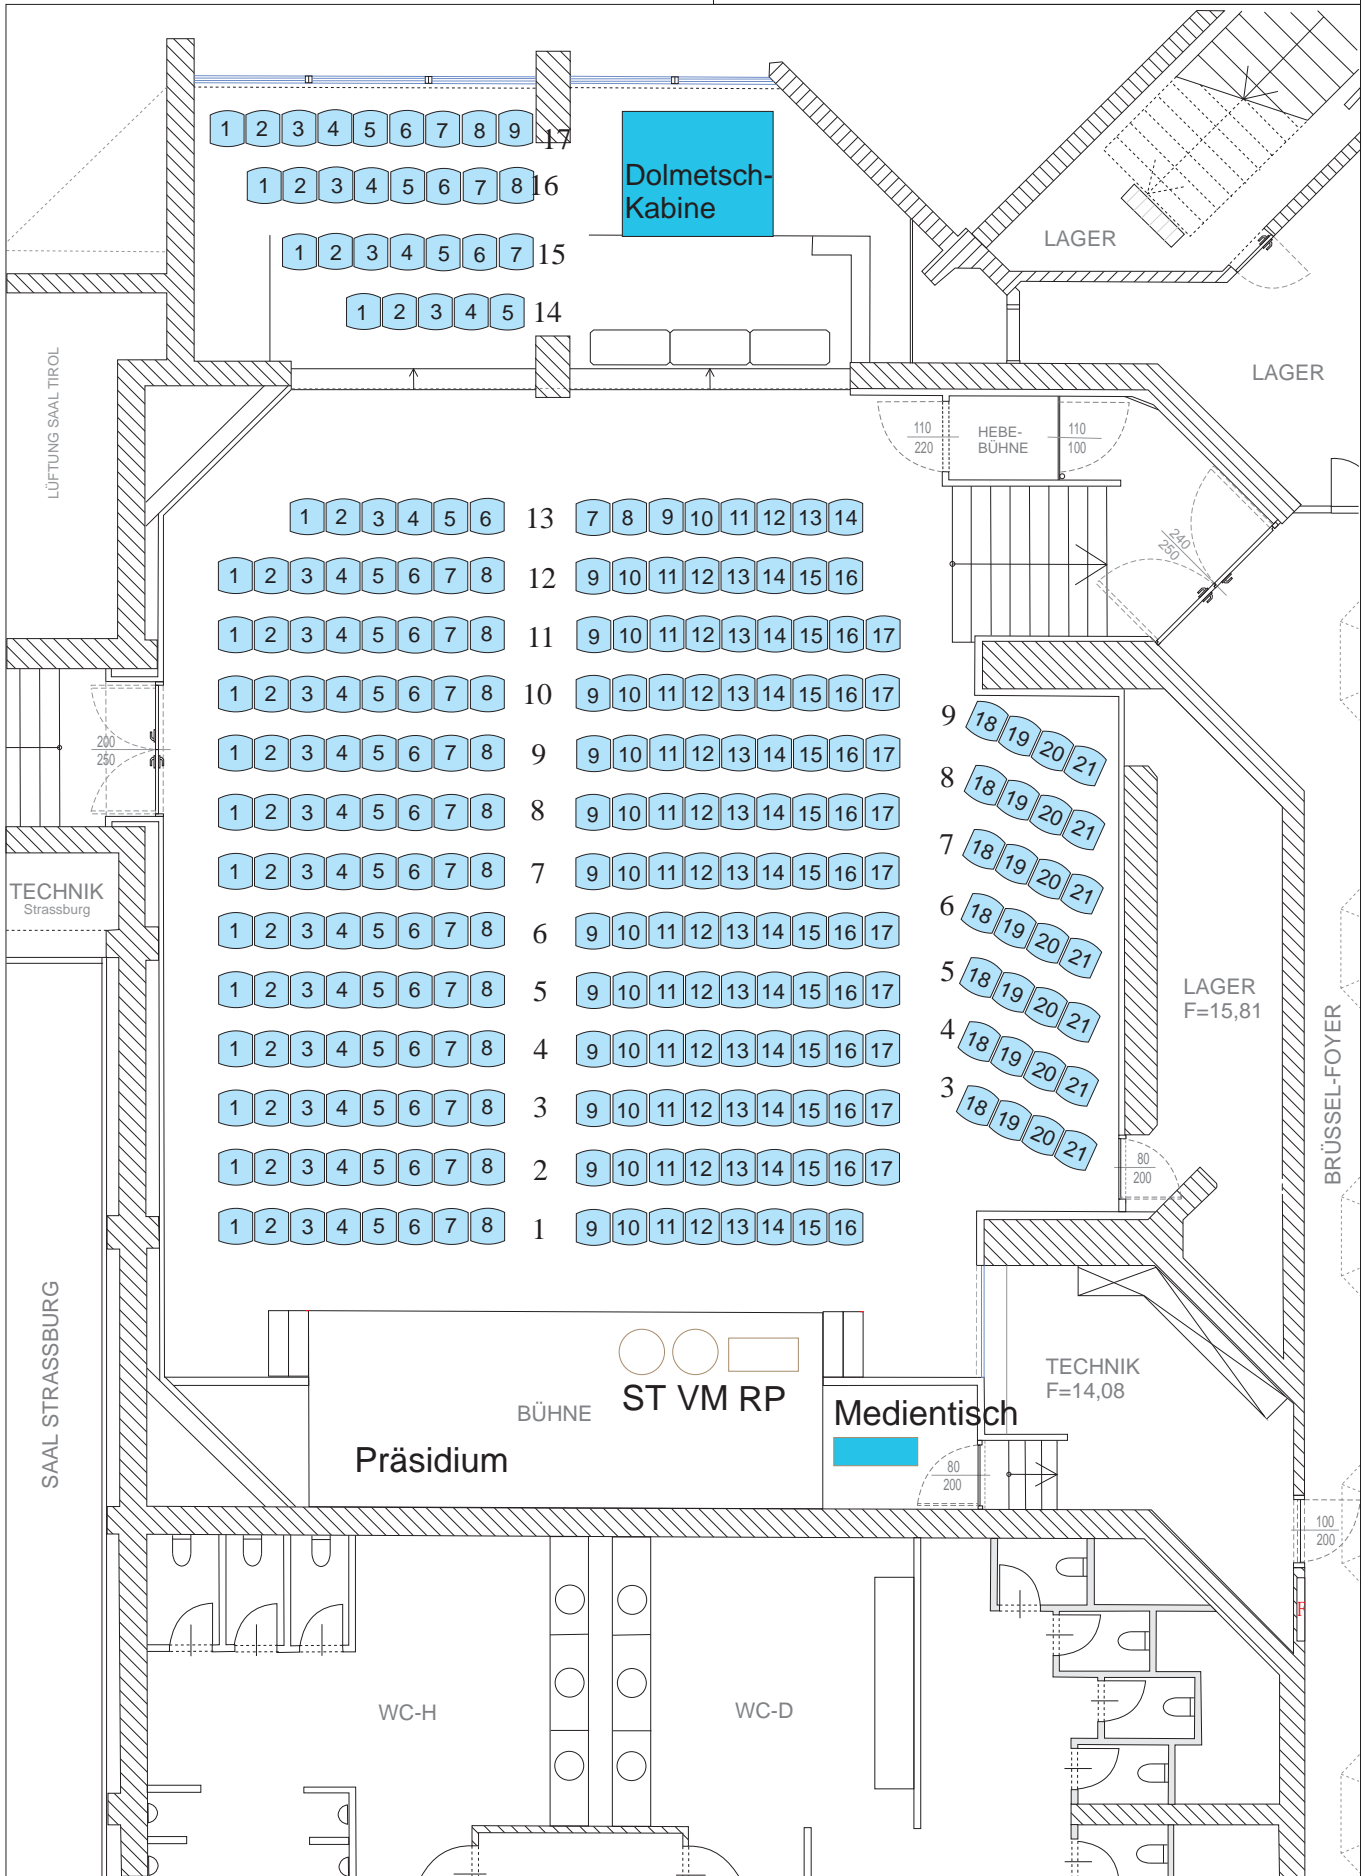 1 2 3 4 5 6 7 8 9 17
1 2 3 4 5 6 7 8 16
Dolmetsch-
Kabine
1 2 3 4 5 6 7 15
1 2 3 4 5 14
LAGER
LAGER
LÜFTUNG SAAL TIROL
110
220
HEBE-
BÜHNE
110
100
240
250
1 2 3 4 5 6 13 7 8 9 10 11 12 13 14
1 2 3 4 5 6 7 8 12 9 10 11 12 13 14 15 16
1 2 3 4 5 6 7 8 11 9 10 11 12 13 14 15 16 17
1 2 3 4 5 6 7 8 10 9 10 11 12 13 14 15 16 17
1 2 3 4 5 6 7 8 9 9 10 11 12 13 14 15 16 17
9 18 19 20 21
1 2 3 4 5 6 7 8 8 9 10 11 12 13 14 15 16 17
8 18 19 20 21
1 2 3 4 5 6 7 8 7 9 10 11 12 13 14 15 16 17
7 18 19 20 21
1 2 3 4 5 6 7 8 6 9 10 11 12 13 14 15 16 17
6 18 19 20 21
1 2 3 4 5 6 7 8 5 9 10 11 12 13 14 15 16 17
5 18 19 20 21
1 2 3 4 5 6 7 8 4 9 10 11 12 13 14 15 16 17
4 18 19 20 21
1 2 3 4 5 6 7 8 3 9 10 11 12 13 14 15 16 17
3 18 19 20 21
1 2 3 4 5 6 7 8 2 9 10 11 12 13 14 15 16 17
1 2 3 4 5 6 7 8 1 9 10 11 12 13 14 15 16
200
250
TECHNIK
Strassburg
LAGER
F=15,81
BRÜSSEL-FOYER
80
200
SAAL STRASSBURG
TECHNIK
F=14,08
ST VM RP
BÜHNE
Präsidium
Medientisch
80
200
100
200
F
WC-H
WC-D